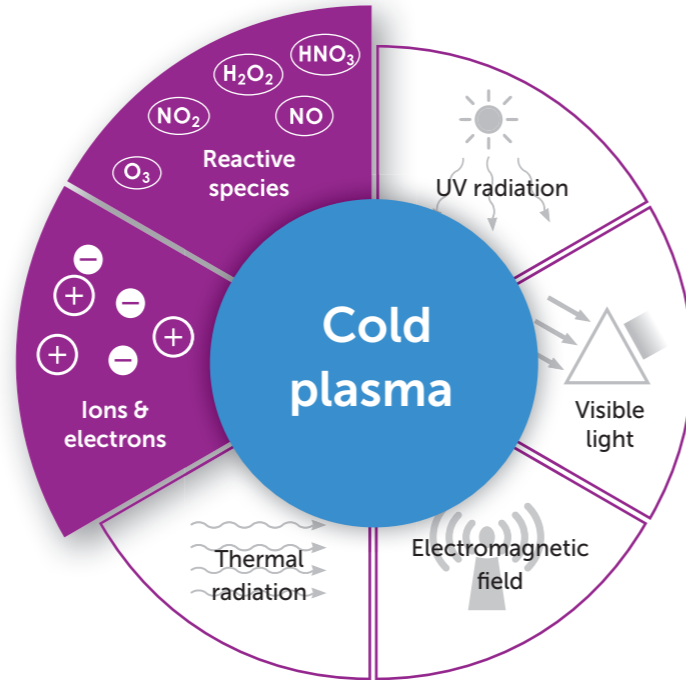 HNO₃
H₂O₂
NO₂
NO
O₃
Reactive
species
UV radiation
Cold
plasma
Visible
light
Ions &
electrons
+
−
+
−
+
−
Electromagnetic
field
Thermal
radiation